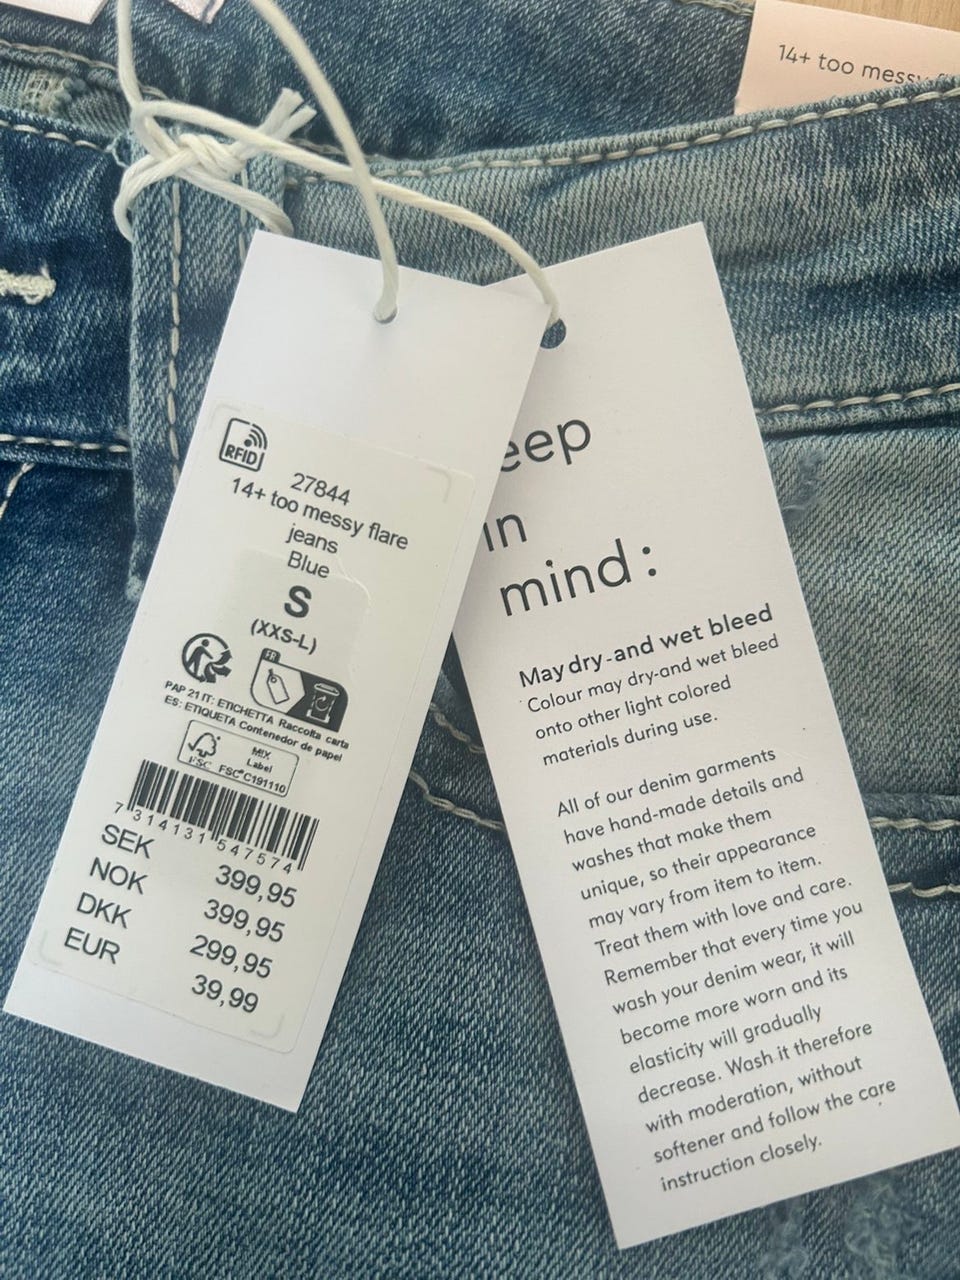 14+ too messy
RFID
27844
14+ too messy flare
jeans
Blue
S
(XXS-L)
FR
PAP 21 IT: ETICHETTA Raccolta carta
ES: ETIQUETA Contenedor de papel
FSC
MIX
Label
FSC® C191110
7 314131 547574
SEK 399,95
NOK 399,95
DKK 299,95
EUR 39,99
eep
in
mind:
May dry-and wet bleed
Colour may dry-and wet bleed
onto other light colored
materials during use.
All of our denim garments
have hand-made details and
washes that make them
unique, so their appearance
may vary from item to item.
Treat them with love and care.
Remember that every time you
wash your denim wear, it will
become more worn and its
elasticity will gradually
decrease. Wash it therefore
with moderation, without
softener and follow the care
instruction closely.